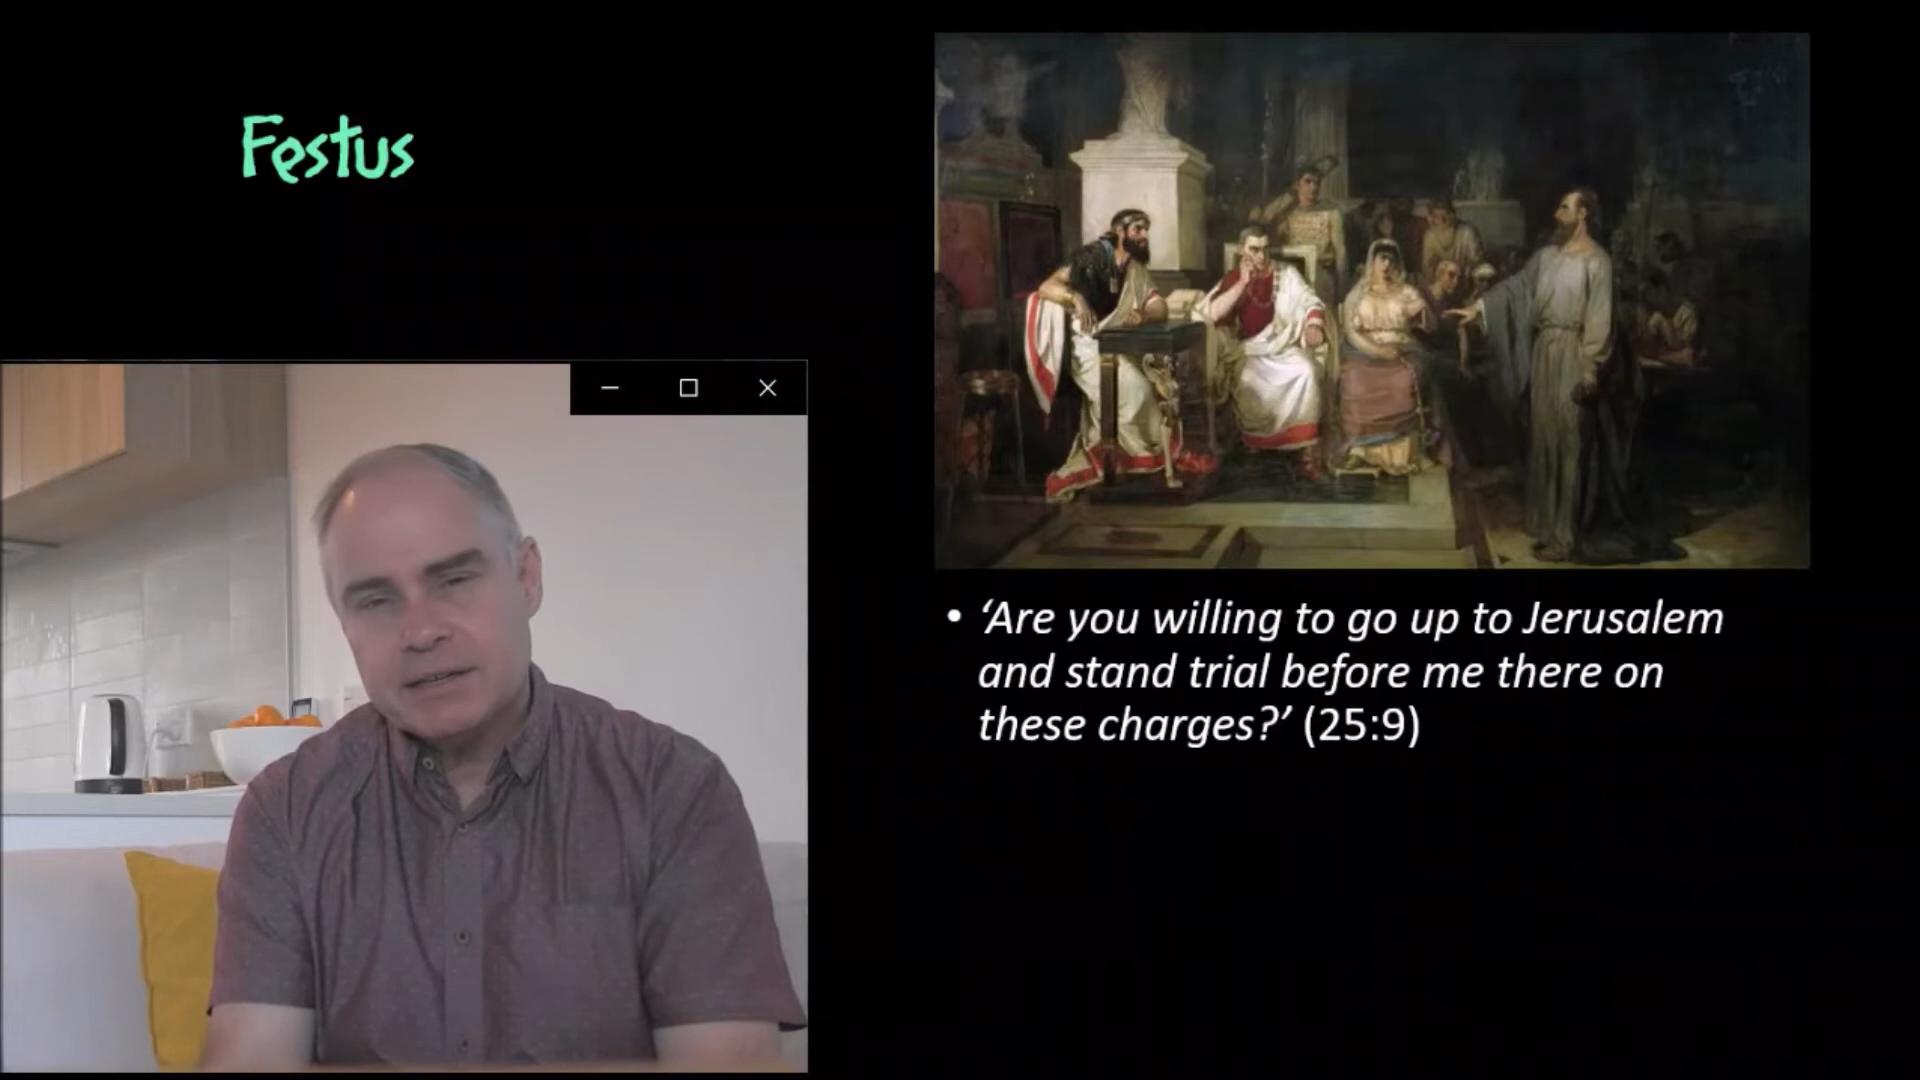 Festus
• ‘Are you willing to go up to Jerusalem
and stand trial before me there on
these charges?’ (25:9)